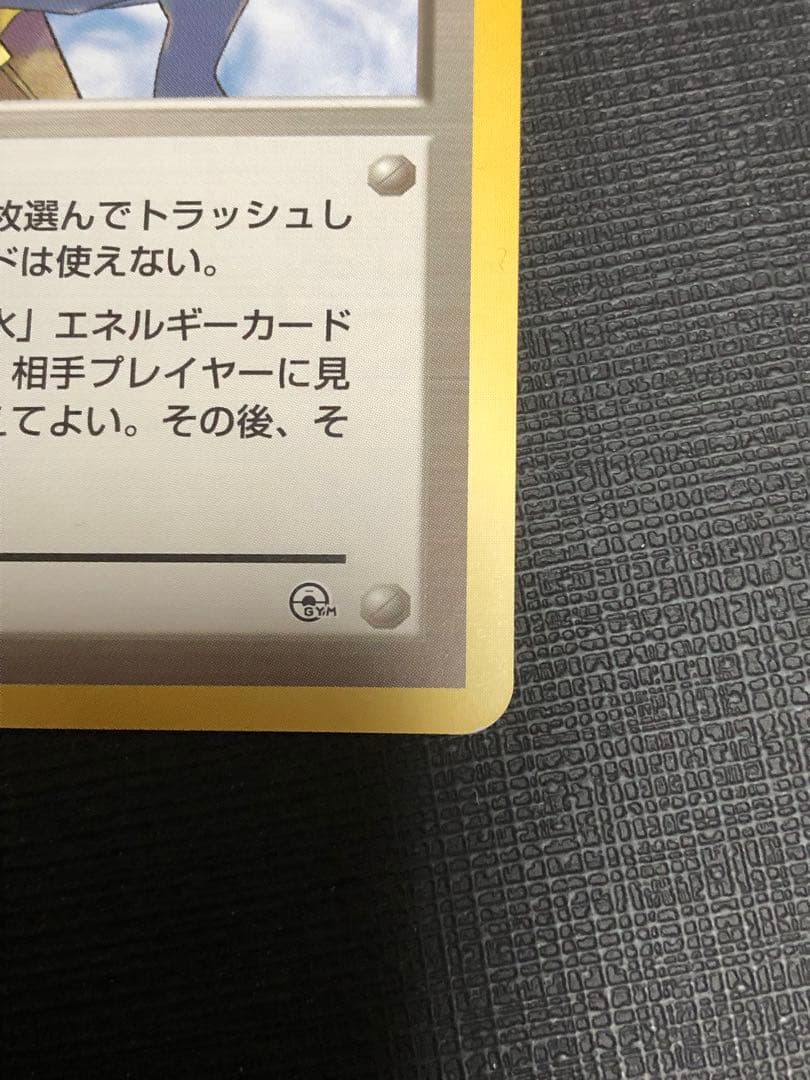 枚選んでトラッシュし
ドは使えない。
水」エネルギーカード
相手プレイヤーに見
えてよい。その後、そ
GYM